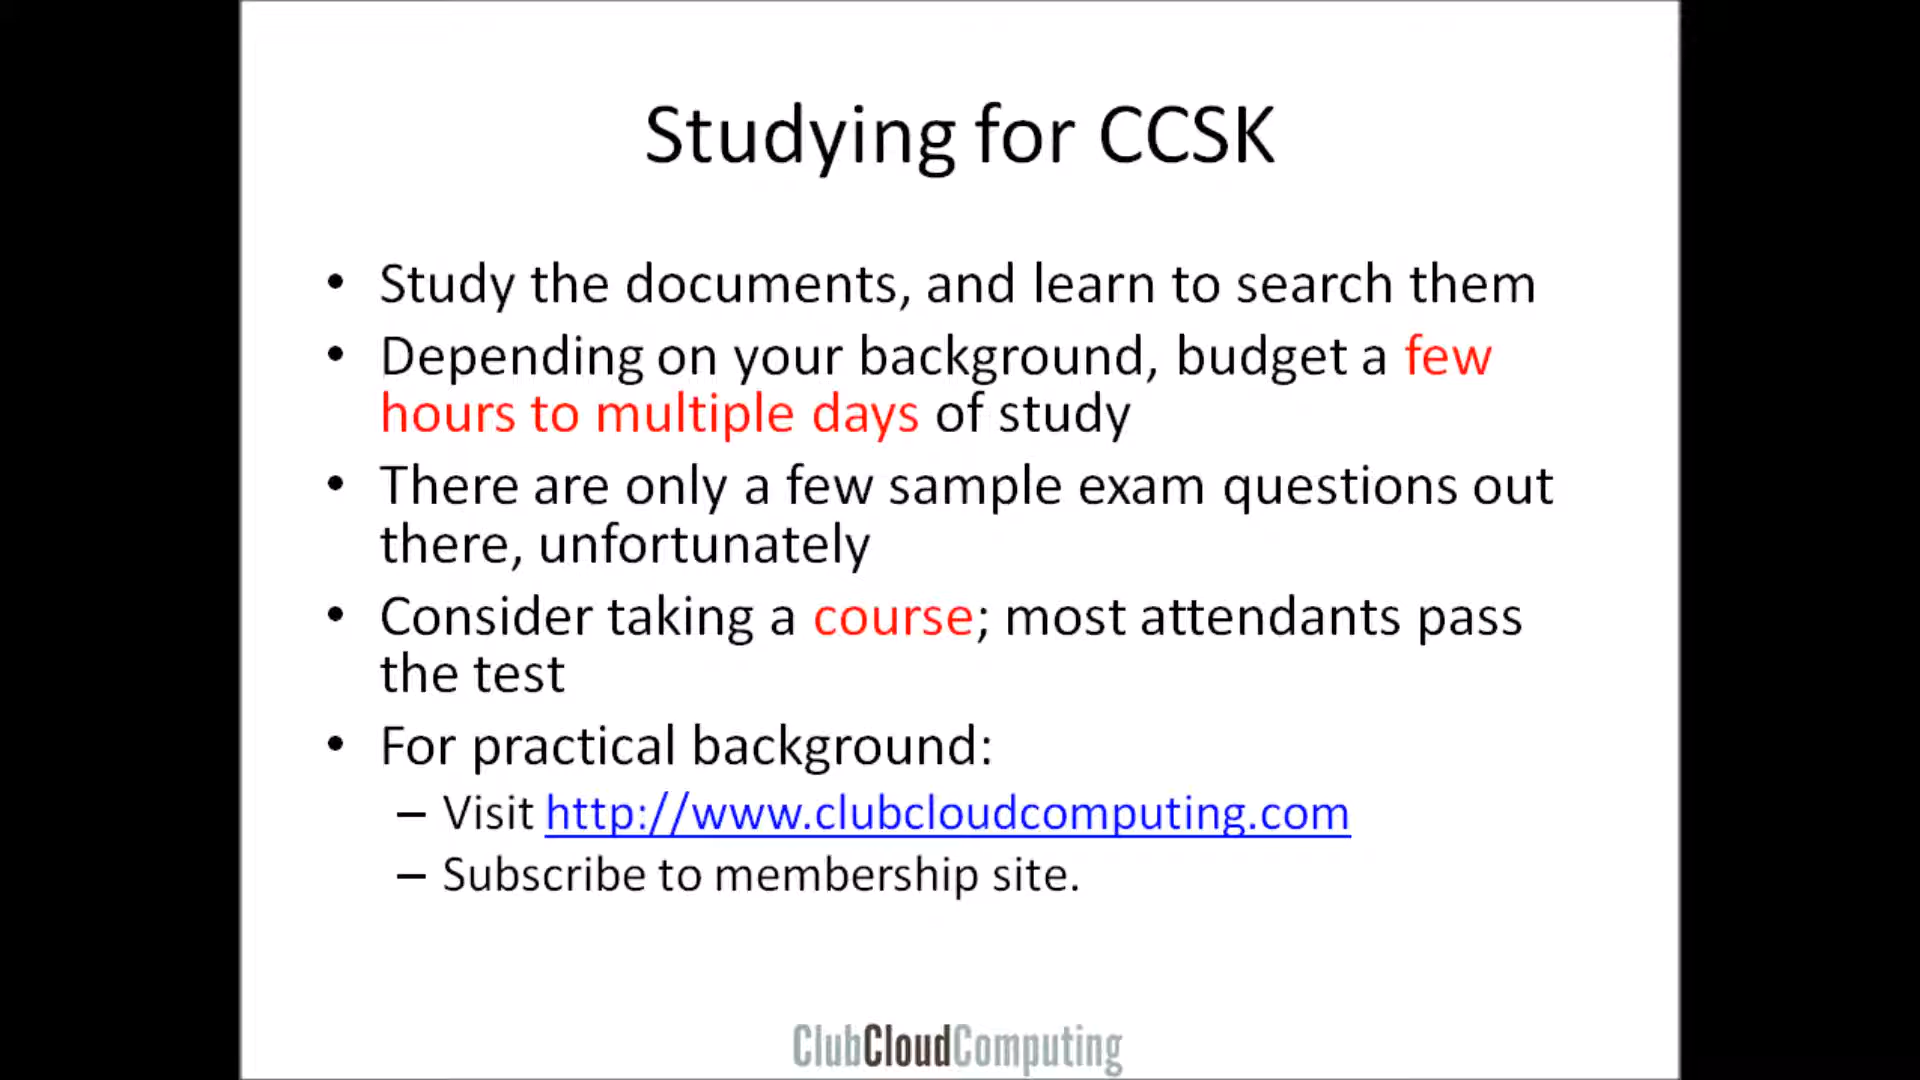 Studying for CCSK
• Study the documents, and learn to search them
• Depending on your background, budget a few
hours to multiple days of study
• There are only a few sample exam questions out
there, unfortunately
• Consider taking a course; most attendants pass
the test
• For practical background:
– Visit http://www.clubcloudcomputing.com
– Subscribe to membership site.
ClubCloudComputing